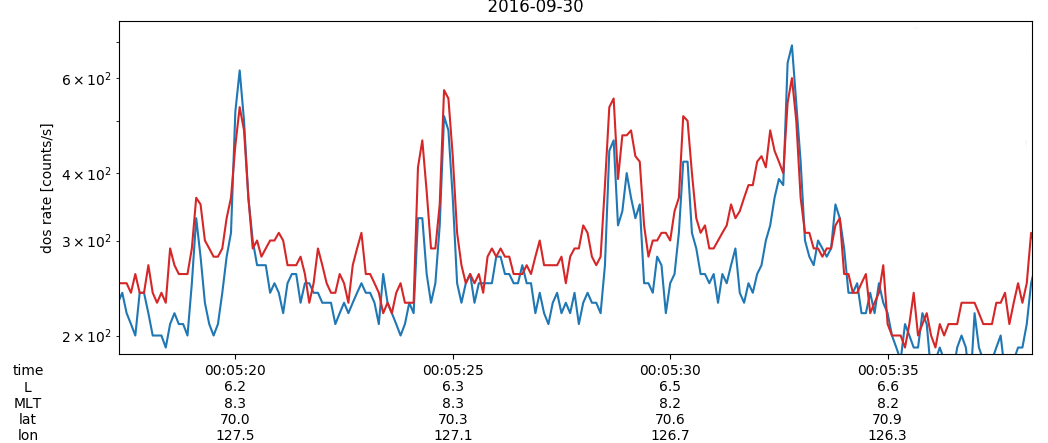 2016-09-30
dos rate [counts/s]
6 × 10²
4 × 10²
3 × 10²
2 × 10²
time 00:05:20 00:05:25 00:05:30 00:05:35
L 6.2 6.3 6.5 6.6
MLT 8.3 8.3 8.2 8.2
lat 70.0 70.3 70.6 70.9
lon 127.5 127.1 126.7 126.3